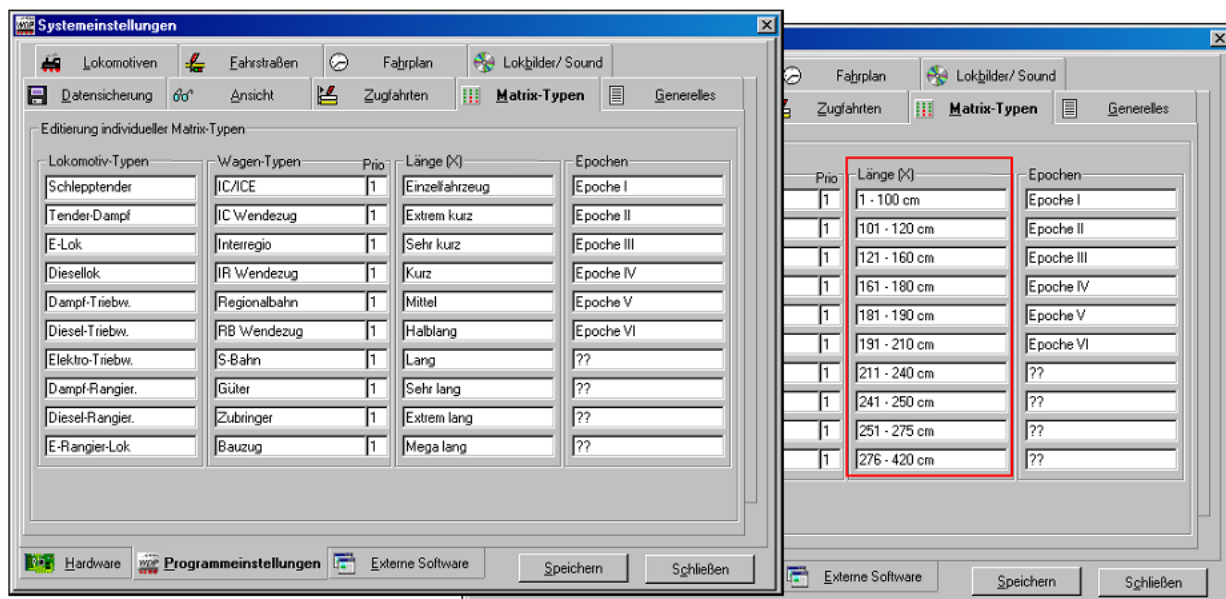 Systemeinstellungen
Lokomotiven Fahrstraßen Fahrplan Lokbilder/ Sound
Datensicherung Ansicht Zugfahrten Matrix-Typen Generelles
Editierung individueller Matrix-Typen
Lokomotiv-Typen Wagen-Typen Prio Länge (X) Epochen
Schlepptender IC/ICE 1 Einzelfahrzeug Epoche I
Tender-Dampf IC Wendezug 1 Extrem kurz Epoche II
E-Lok Interregio 1 Sehr kurz Epoche III
Diesellok IR Wendezug 1 Kurz Epoche IV
Dampf-Triebw. Regionalbahn 1 Mittel Epoche V
Diesel-Triebw. RB Wendezug 1 Halblang Epoche VI
Elektro-Triebw. S-Bahn 1 Lang ??
Dampf-Rangier. Güter 1 Sehr lang ??
Diesel-Rangier. Zubringer 1 Extrem lang ??
E-Rangier-Lok Bauzug 1 Mega lang ??
Hardware WDP Programmeinstellungen Externe Software Speichern Schließen
Fahrplan Lokbilder/ Sound
Zugfahrten Matrix-Typen Generelles
Prio Länge (X) Epochen
1 1 - 100 cm Epoche I
1 101 - 120 cm Epoche II
1 121 - 160 cm Epoche III
1 161 - 180 cm Epoche IV
1 181 - 190 cm Epoche V
1 191 - 210 cm Epoche VI
1 211 - 240 cm ??
1 241 - 250 cm ??
1 251 - 275 cm ??
1 276 - 420 cm ??
Externe Software Speichern Schließen